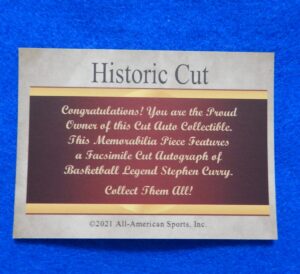 Historic Cut
Congratulations! You are the Proud
Owner of this Cut Auto Collectible.
This Memorabilia Piece Features
a Facsimile Cut Autograph of
Basketball Legend Stephen Curry.
Collect Them All!
©2021 All-American Sports, Inc.